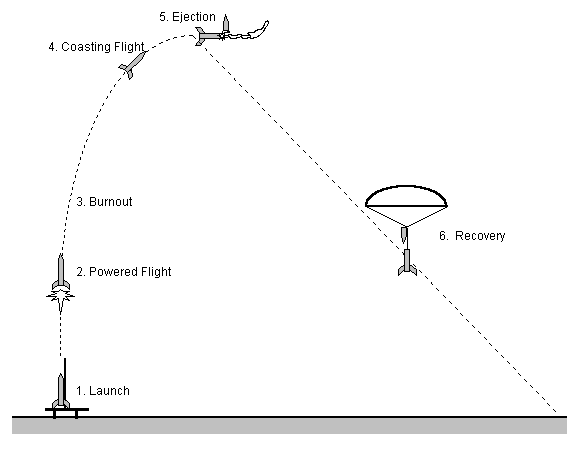 5. Ejection
4. Coasting Flight
3. Burnout
6. Recovery
2. Powered Flight
1. Launch